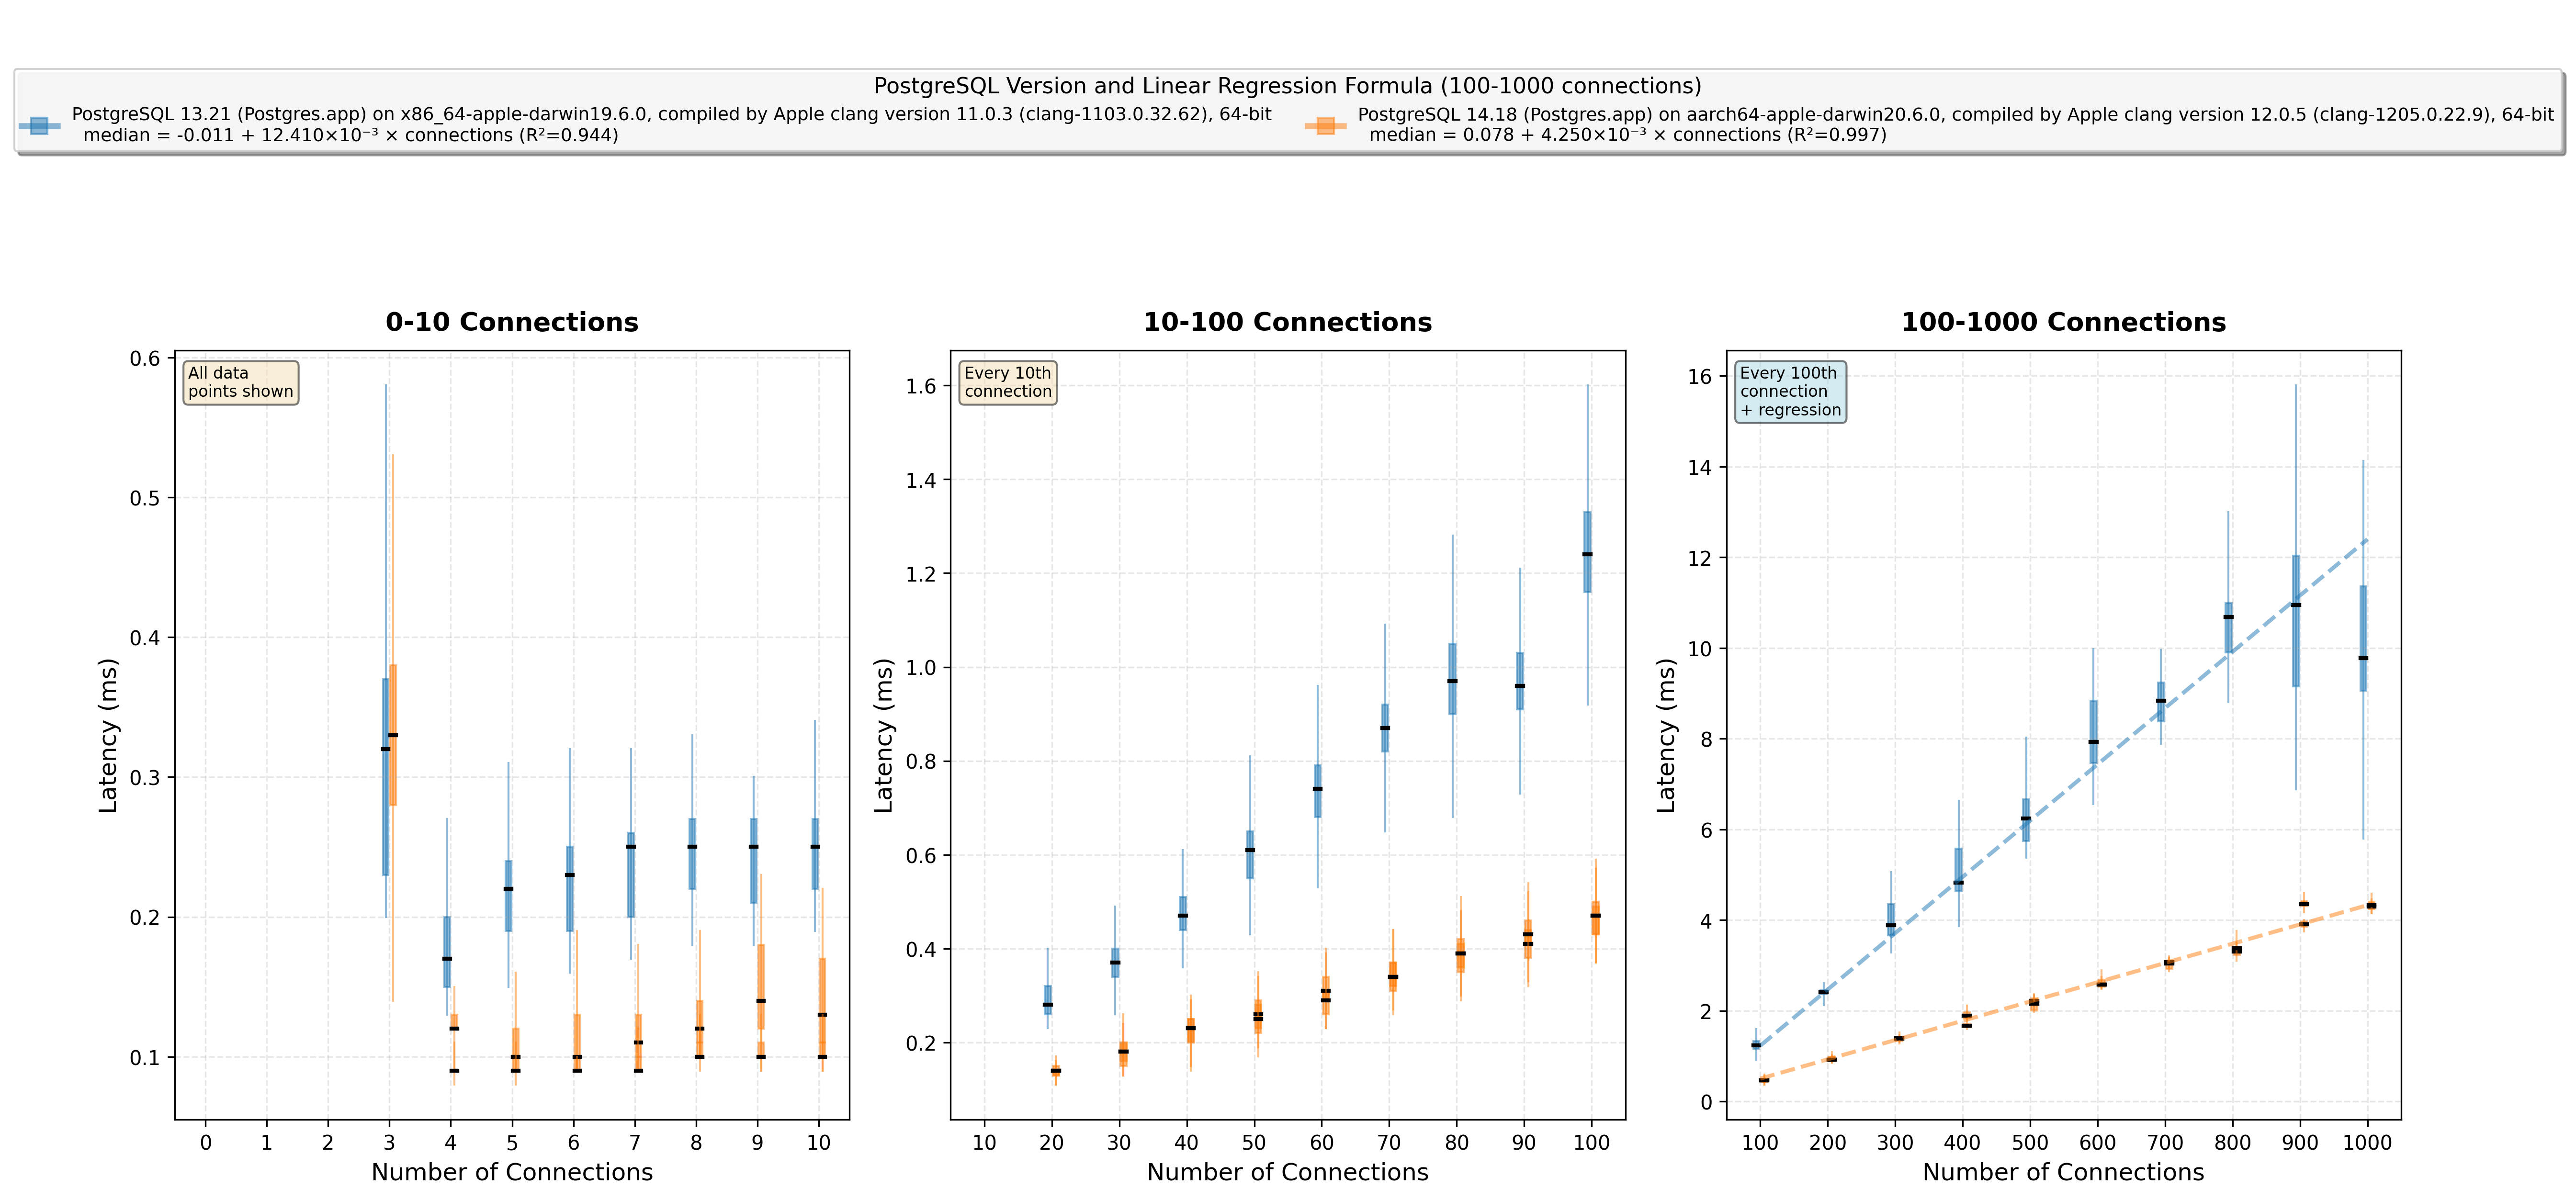 PostgreSQL Version and Linear Regression Formula (100-1000 connections)
PostgreSQL 13.21 (Postgres.app) on x86_64-apple-darwin19.6.0, compiled by Apple clang version 11.0.3 (clang-1103.0.32.62), 64-bit
median = -0.011 + 12.410×10⁻³ × connections (R²=0.944)
PostgreSQL 14.18 (Postgres.app) on aarch64-apple-darwin20.6.0, compiled by Apple clang version 12.0.5 (clang-1205.0.22.9), 64-bit
median = 0.078 + 4.250×10⁻³ × connections (R²=0.997)
0-10 Connections
All data
points shown
Latency (ms)
0.6
0.5
0.4
0.3
0.2
0.1
0 1 2 3 4 5 6 7 8 9 10
Number of Connections
10-100 Connections
Every 10th
connection
Latency (ms)
1.6
1.4
1.2
1.0
0.8
0.6
0.4
0.2
10 20 30 40 50 60 70 80 90 100
Number of Connections
100-1000 Connections
Every 100th
connection
+ regression
Latency (ms)
16
14
12
10
8
6
4
2
0
100 200 300 400 500 600 700 800 900 1000
Number of Connections